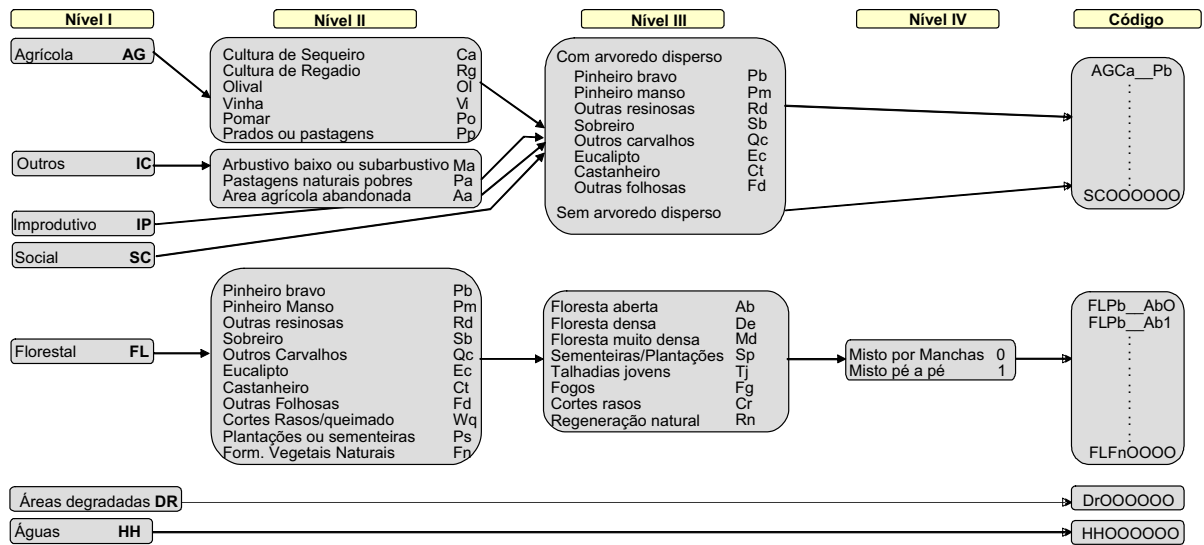 Nível I
Nível II
Nível III
Nível IV
Código
Agrícola AG
Cultura de Sequeiro Ca
Cultura de Regadio Rg
Olival Ol
Vinha Vi
Pomar Po
Prados ou pastagens Pp
Outros IC
Arbustivo baixo ou subarbustivo Ma
Pastagens naturais pobres Pa
Area agrícola abandonada Aa
Improdutivo IP
Social SC
Com arvoredo disperso
Pinheiro bravo Pb
Pinheiro manso Pm
Outras resinosas Rd
Sobreiro Sb
Outros carvalhos Qc
Eucalipto Ec
Castanheiro Ct
Outras folhosas Fd
Sem arvoredo disperso
AGCa__Pb
:
:
:
:
:
:
:
SCOOOOOO
Florestal FL
Pinheiro bravo Pb
Pinheiro Manso Pm
Outras resinosas Rd
Sobreiro Sb
Outros Carvalhos Qc
Eucalipto Ec
Castanheiro Ct
Outras Folhosas Fd
Cortes Rasos/queimado Wq
Plantações ou sementeiras Ps
Form. Vegetais Naturais Fn
Floresta aberta Ab
Floresta densa De
Floresta muito densa Md
Sementeiras/Plantações Sp
Talhadias jovens Tj
Fogos Fg
Cortes rasos Cr
Regeneração natural Rn
Misto por Manchas 0
Misto pé a pé 1
FLPb__AbO
FLPb__Ab1
:
:
:
:
:
:
:
FLFnOOOO
Áreas degradadas DR
DrOOOOOO
Águas HH
HHOOOOOO